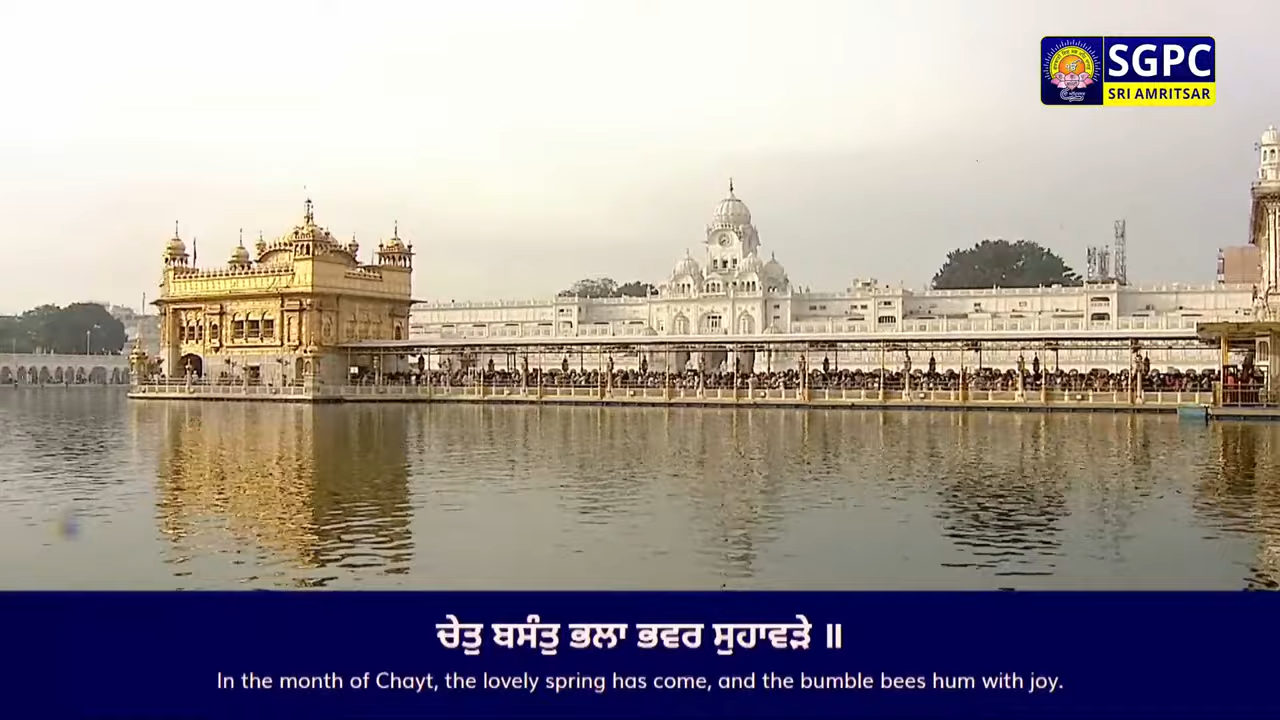 SGPC
SRI AMRITSAR
ਚੇਤੁ ਬਸੰਤੁ ਭਲਾ ਭਵਰ ਸੁਹਾਵੜੇ ॥
In the month of Chayt, the lovely spring has come, and the bumble bees hum with joy.